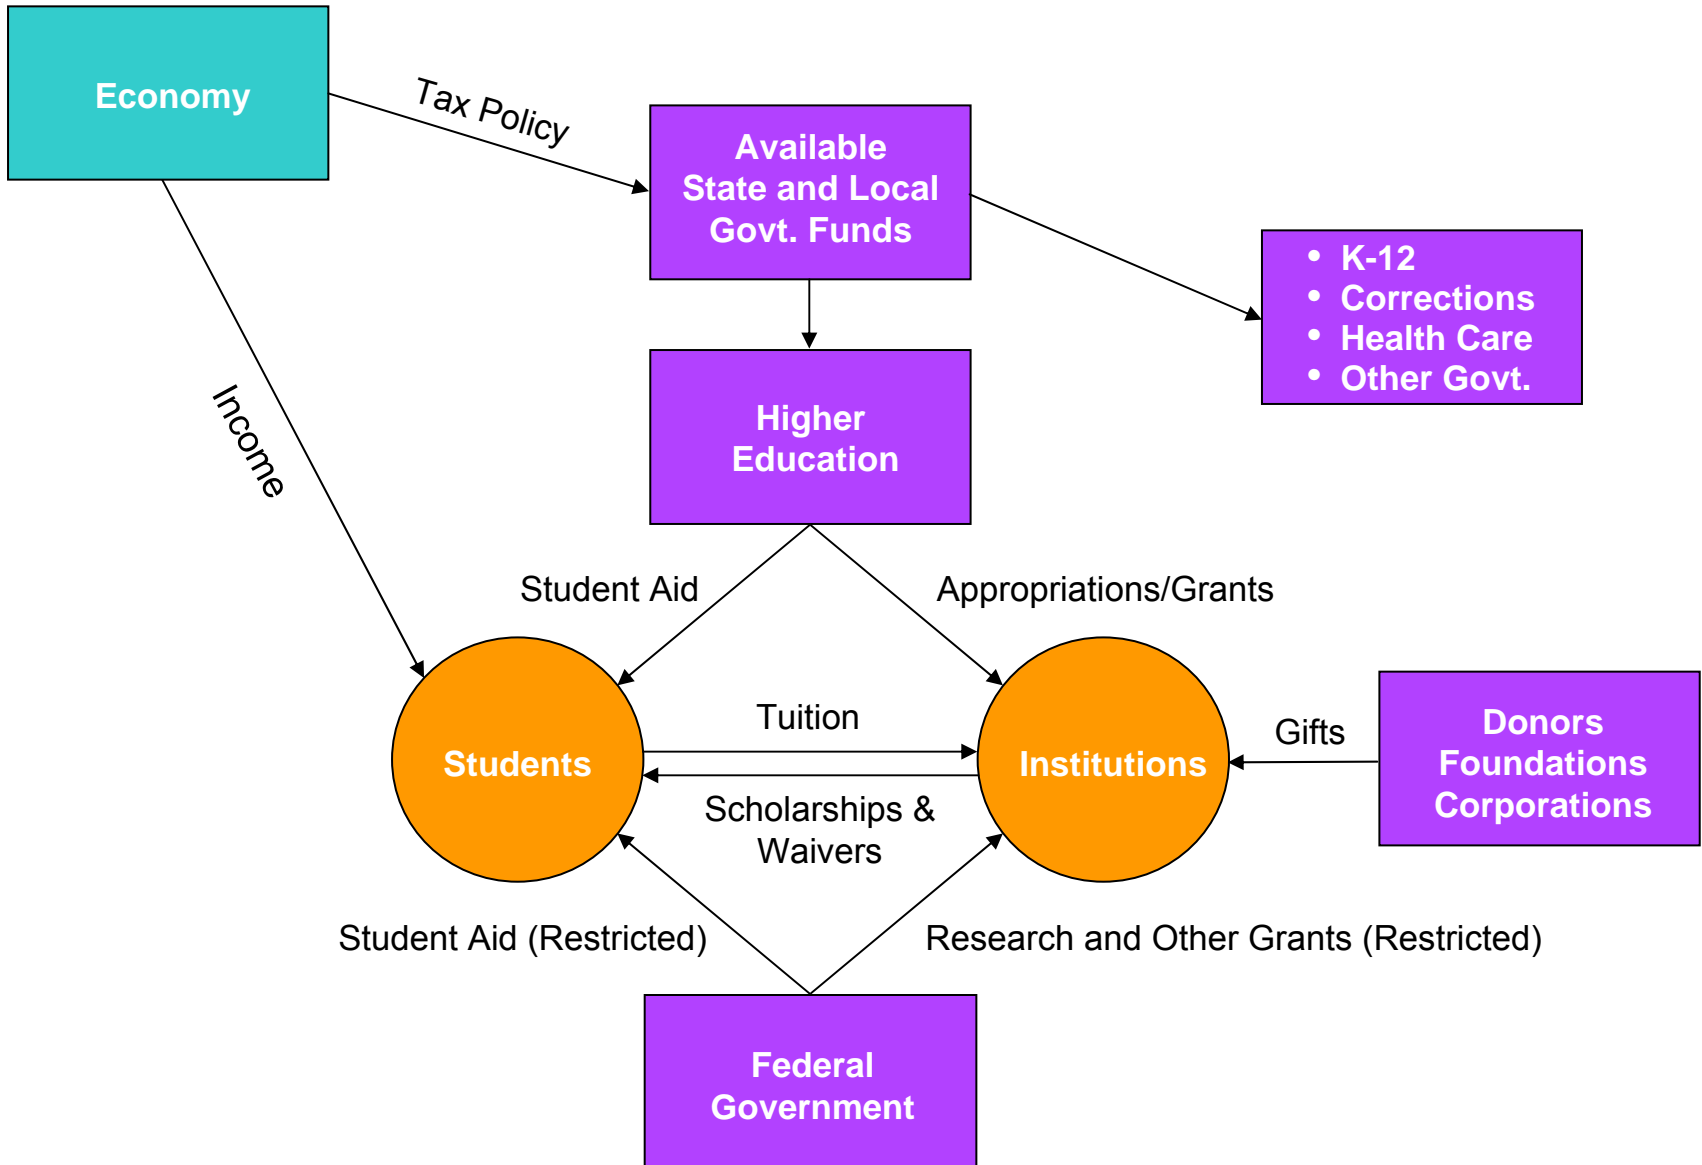 Economy
Tax Policy
Available
State and Local
Govt. Funds
• K-12
• Corrections
• Health Care
• Other Govt.
Higher
Education
Income
Student Aid
Appropriations/Grants
Students
Tuition
Scholarships &
Waivers
Institutions
Gifts
Donors
Foundations
Corporations
Student Aid (Restricted)
Research and Other Grants (Restricted)
Federal
Government